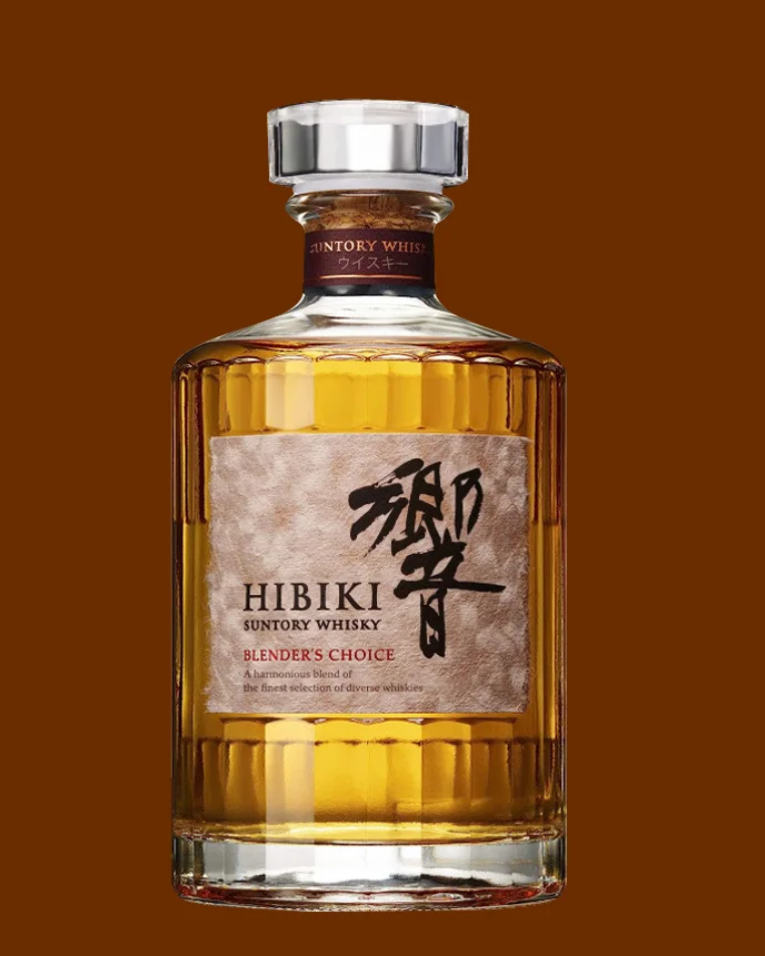 SUNTORY WHIS
ウイスキー
響
HIBIKI
SUNTORY WHISKY
BLENDER'S CHOICE
A harmonious blend of
the finest selection of diverse whiskies